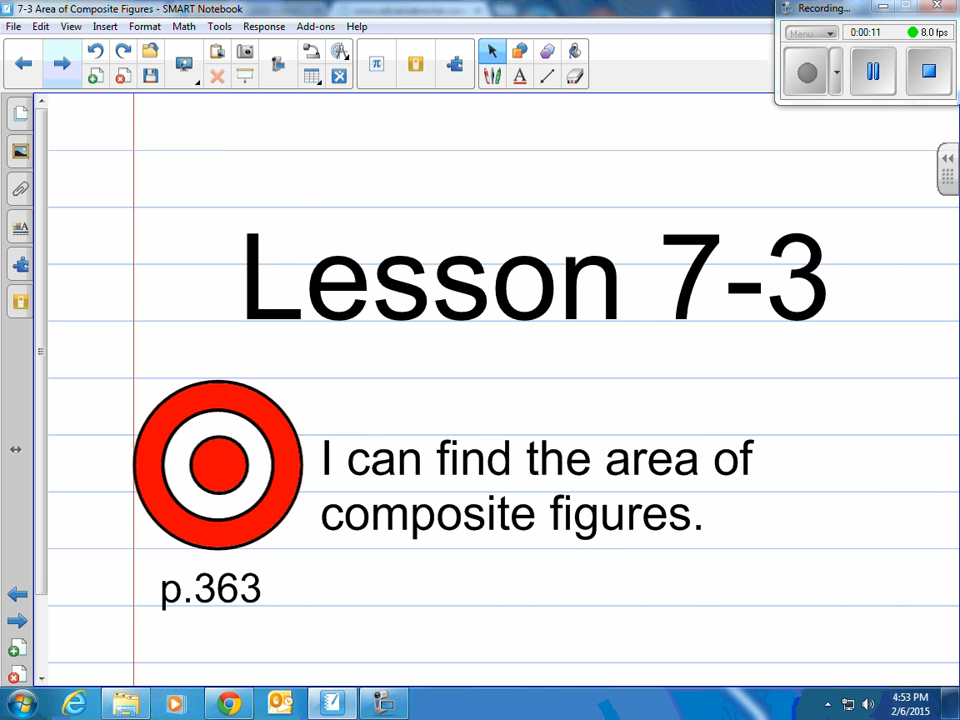 7-3 Area of Composite Figures - SMART Notebook
File Edit View Insert Format Math Tools Response Add-ons Help
Recording...
Menu
0:00:11
8.0 fps
Lesson 7-3
I can find the area of
composite figures.
p.363
4:53 PM
2/6/2015